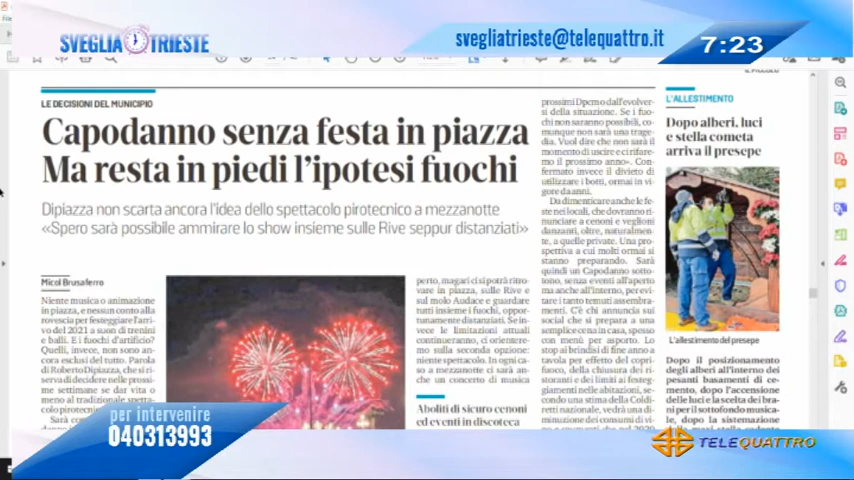 SVEGLIA TRIESTE
svegliatrieste@telequattro.it
7:23
LE DECISIONI DEL MUNICIPIO
Capodanno senza festa in piazza
Ma resta in piedi l'ipotesi fuochi
Dipiazza non scarta ancora l'idea dello spettacolo pirotecnico a mezzanotte
«Spero sarà possibile ammirare lo show insieme sulle Rive seppur distanziati»
Micol Brusaferro
Niente musica o animazione
in piazza, e nessun conto alla
rovescia per festeggiare l'arri-
vo del 2021 a suon di trenini
e balli. E i fuochi d'artificio?
Quelli, invece, non sono an-
cora esclusi del tutto. Parola
di Roberto Dipiazza, che si ri-
serva di decidere nelle prossi-
me settimane se dar vita o
meno al tradizionale spetta-
colo pirotecnico
Sarà
perto, magari ci si potrà ritro-
vare in piazza, sulle Rive e
sul molo Audace e guardare
tutti insieme i fuochi, oppor-
tunamente distanziati. Se in-
vece le limitazioni attuali
continueranno, ci orientere-
mo sulla seconda opzione:
niente spettacolo. In ogni ca-
so a mezzanotte ci sarà an-
che un concerto di musica
Aboliti di sicuro cenoni
ed eventi in discoteca
prossimi Dpcm o dall'evolver-
si della situazione. Se i fuo-
chi non saranno possibili, co-
munque non sarà una trage-
dia. Vuol dire che non sarà il
momento di uscire e ci rifare-
mo il prossimo anno». Con-
fermato invece il divieto di
utilizzare i botti, ormai in vi-
gore da anni.
Da dimenticare anche le fe-
ste nei locali, che dovranno ri-
nunciare a cenoni e veglioni
danzanti, oltre, naturalmen-
te, a quelle private. Una pro-
spettiva a cui molti ormai si
stanno preparando. Sarà
quindi un Capodanno sotto-
tono, senza eventi all'aperto
ma anche all'interno, per evi-
tare i tanto temuti assembra-
menti. C'è chi annuncia sui
social che si prepara a una
semplice cena in casa, spesso
con menù per asporto. Lo
stop ai brindisi di fine anno a
tavola per effetto del copri-
fuoco, della chiusura dei ri-
storanti e dei limiti ai festeg-
giamenti nelle abitazioni, se-
condo una stima della Coldi-
retti nazionale, vedrà una di-
minuzione dei consumi di vi-
L'ALLESTIMENTO
Dopo alberi, luci
e stella cometa
arriva il presepe
L'allestimento del presepe
Dopo il posizionamento
degli alberi all'interno dei
pesanti basamenti di ce-
mento, dopo l'accensione
delle luci e la scelta dei bra-
ni per il sottofondo musica-
le, dopo la sistemazione
per intervenire
040313993
TELEQUATTRO